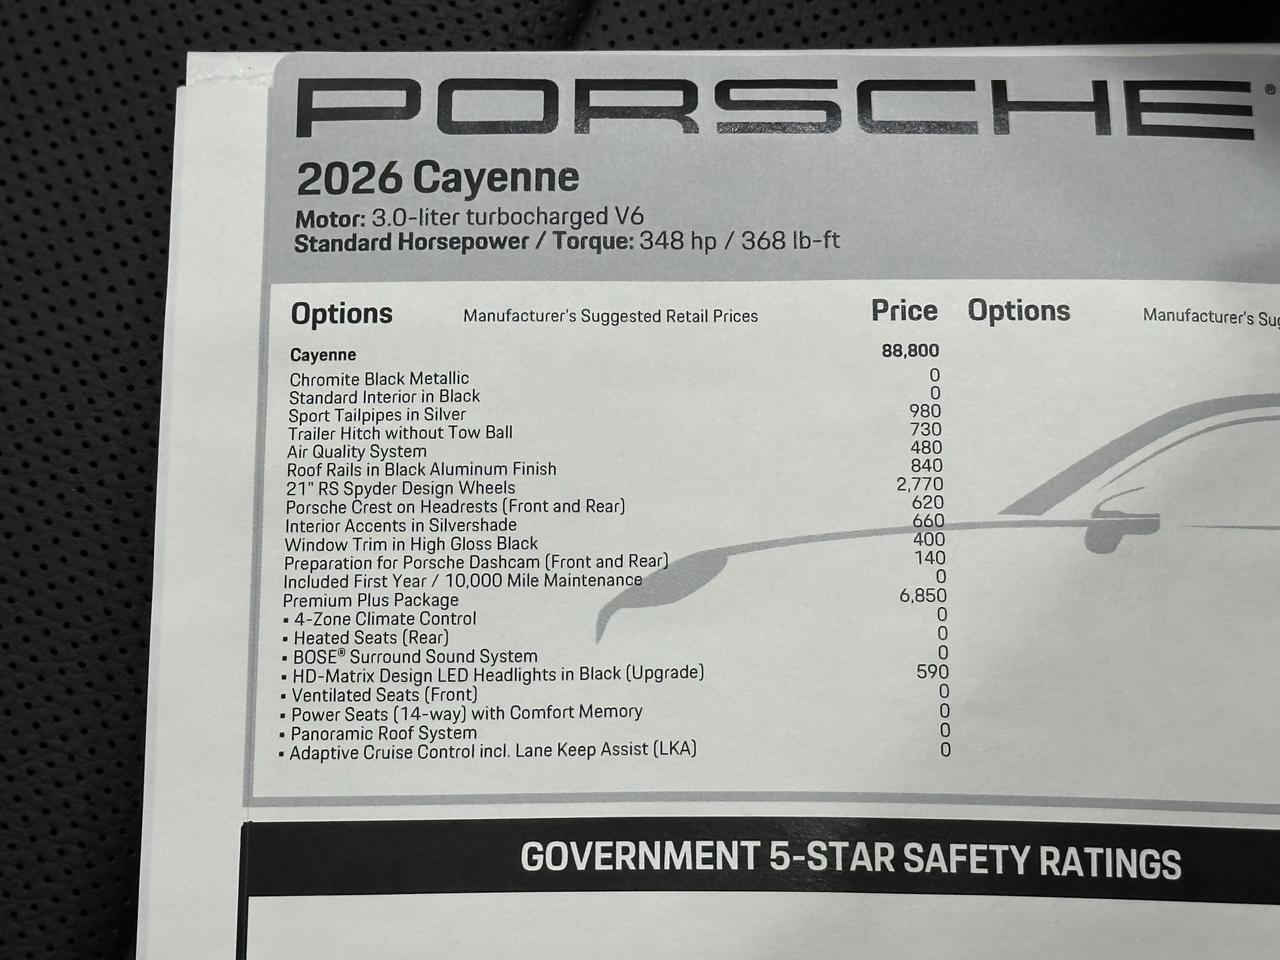 PORSCHE®
2026 Cayenne
Motor: 3.0-liter turbocharged V6
Standard Horsepower / Torque: 348 hp / 368 lb-ft
Options Manufacturer's Suggested Retail Prices Price Options Manufacturer's
Cayenne 88,800
Chromite Black Metallic 0
Standard Interior in Black 0
Sport Tailpipes in Silver 980
Trailer Hitch without Tow Ball 730
Air Quality System 480
Roof Rails in Black Aluminum Finish 840
21" RS Spyder Design Wheels 2,770
Porsche Crest on Headrests (Front and Rear) 620
Interior Accents in Silvershade 660
Window Trim in High Gloss Black 400
Preparation for Porsche Dashcam (Front and Rear) 140
Included First Year / 10,000 Mile Maintenance 0
Premium Plus Package 6,850
▪ 4-Zone Climate Control 0
▪ Heated Seats (Rear) 0
▪ BOSE® Surround Sound System 0
▪ HD-Matrix Design LED Headlights in Black (Upgrade) 590
▪ Ventilated Seats (Front) 0
▪ Power Seats (14-way) with Comfort Memory 0
▪ Panoramic Roof System 0
▪ Adaptive Cruise Control incl. Lane Keep Assist (LKA) 0
GOVERNMENT 5-STAR SAFETY RATINGS